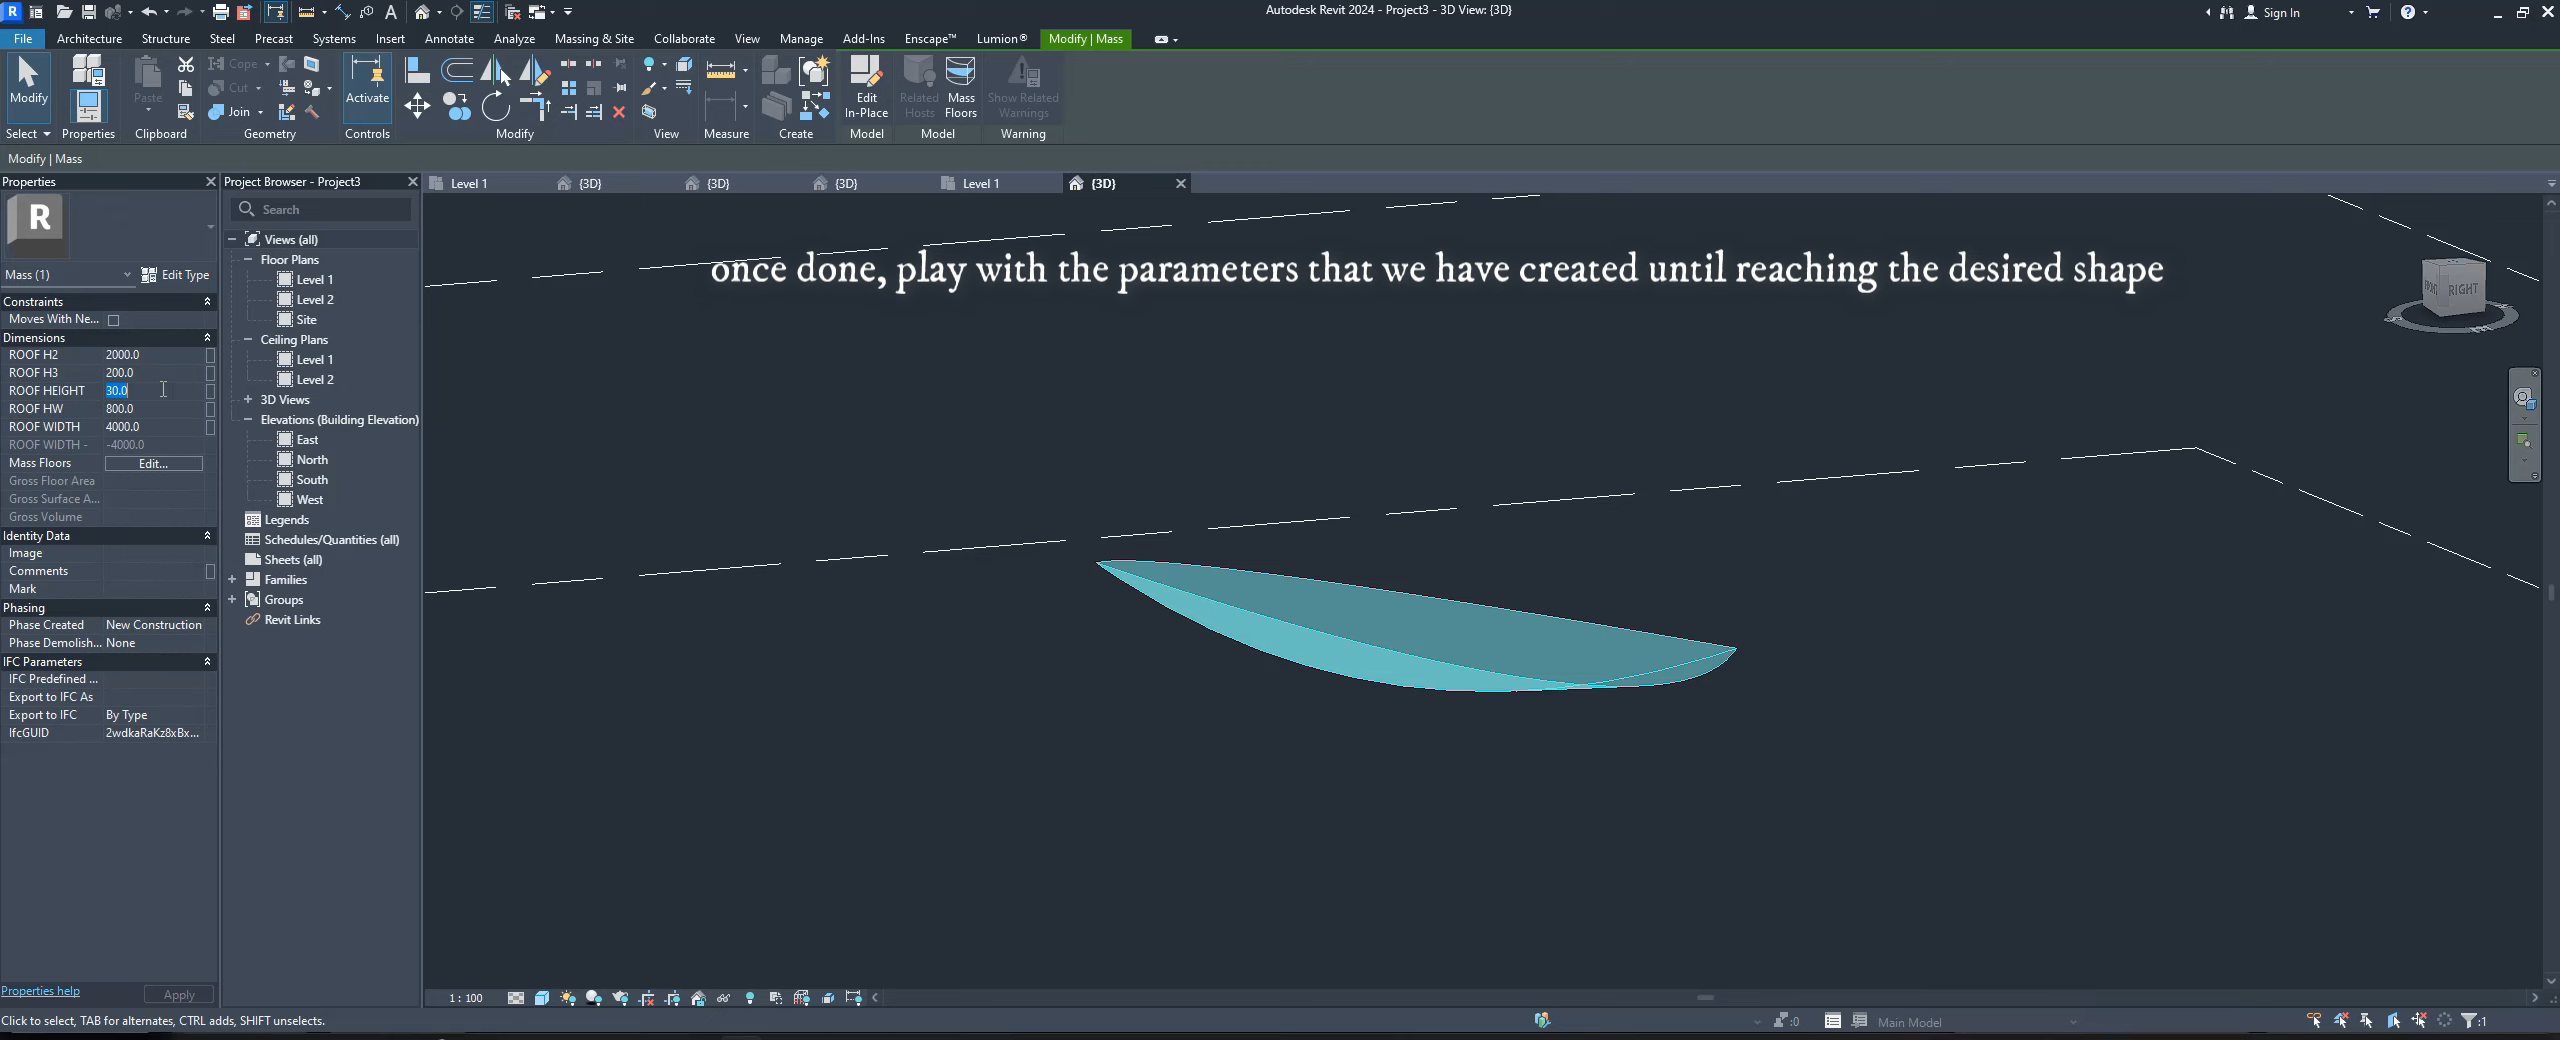 Autodesk Revit 2024 - Project3 - 3D View: {3D}
Sign In
File Architecture Structure Steel Precast Systems Insert Annotate Analyze Massing & Site Collaborate View Manage Add-Ins Enscape™ Lumion® Modify | Mass
Modify
Paste
Cope
Cut
Join
Activate
Edit In-Place
Related Hosts
Mass Floors
Show Related Warnings
Select Properties Clipboard Geometry Controls Modify View Measure Create Model Model Warning
Modify | Mass
Properties
Project Browser - Project3
Level 1 {3D} {3D} {3D} Level 1 {3D}
R
Mass (1) Edit Type
Constraints
Moves With Ne...
Dimensions
ROOF H2 2000.0
ROOF H3 200.0
ROOF HEIGHT 30.0
ROOF HW 800.0
ROOF WIDTH 4000.0
ROOF WIDTH - -4000.0
Mass Floors Edit...
Gross Floor Area
Gross Surface A...
Gross Volume
Identity Data
Image
Comments
Mark
Phasing
Phase Created New Construction
Phase Demolish... None
IFC Parameters
IFC Predefined ...
Export to IFC As
Export to IFC By Type
IfcGUID 2wdkaRaKz8xBx...
Properties help Apply
Search
Views (all)
Floor Plans
Level 1
Level 2
Site
Ceiling Plans
Level 1
Level 2
3D Views
Elevations (Building Elevation)
East
North
South
West
Legends
Schedules/Quantities (all)
Sheets (all)
Families
Groups
Revit Links
once done, play with the parameters that we have created until reaching the desired shape
RIGHT
1 : 100
Click to select, TAB for alternates, CTRL adds, SHIFT unselects.
:0
Main Model
:1